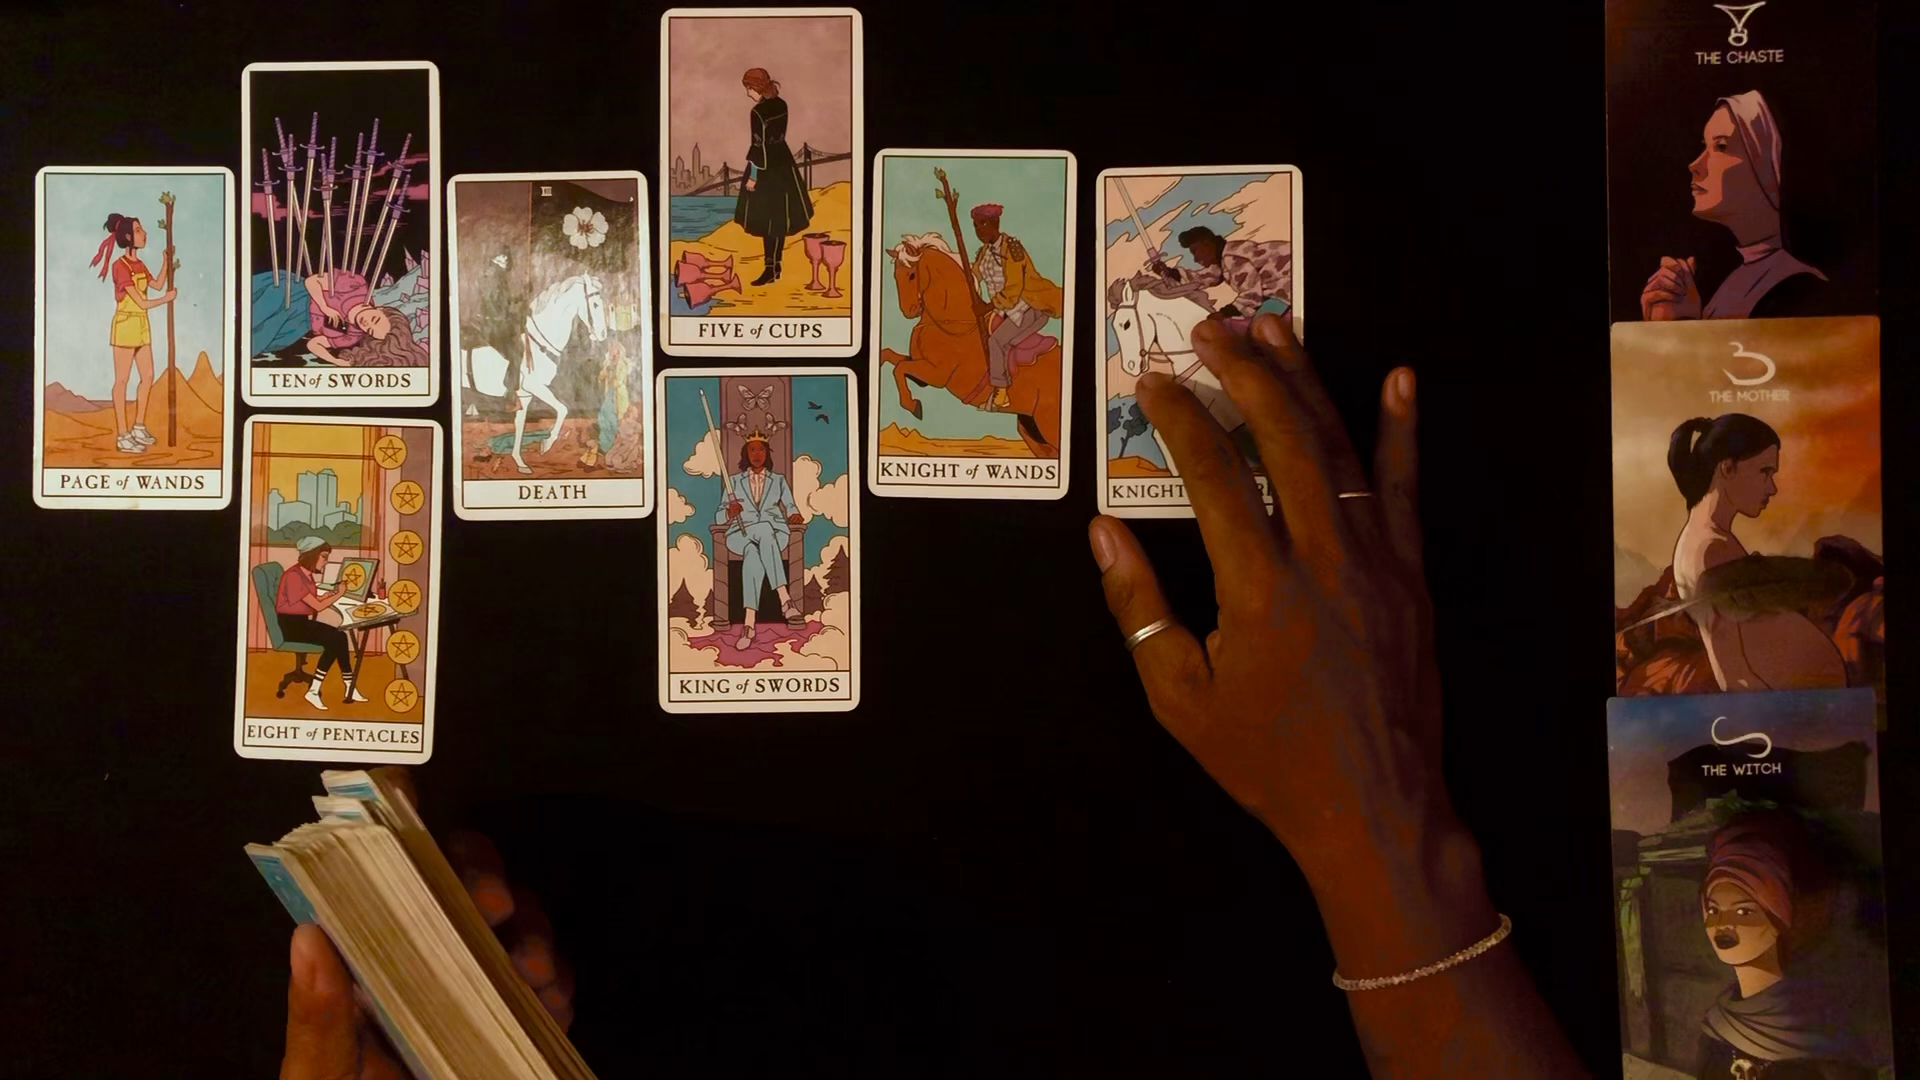 PAGE of WANDS
TEN of SWORDS
EIGHT of PENTACLES
XIII
DEATH
FIVE of CUPS
KING of SWORDS
KNIGHT of WANDS
KNIGHT
THE CHASTE
THE MOTHER
THE WITCH